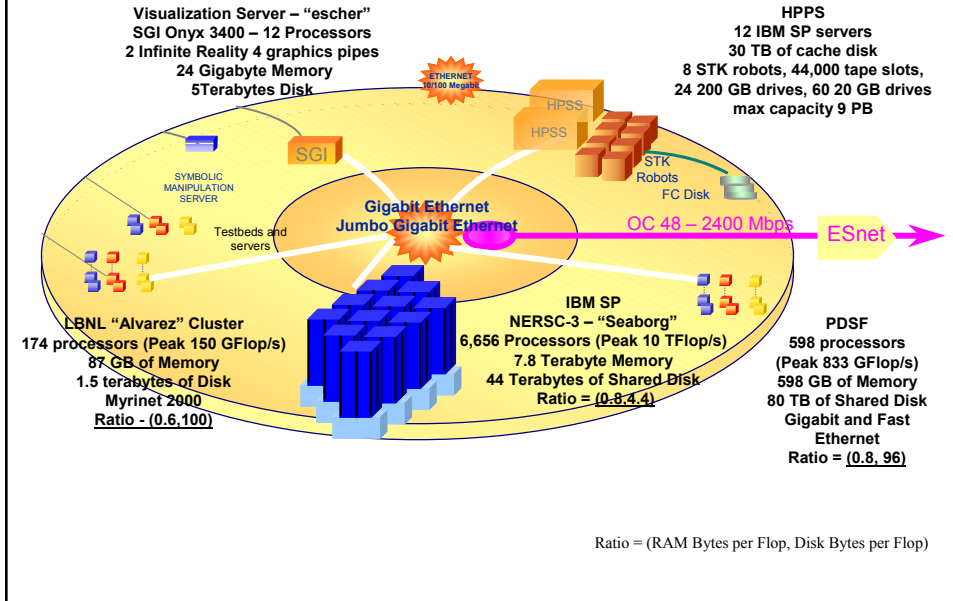 Visualization Server – “escher”
SGI Onyx 3400 – 12 Processors
2 Infinite Reality 4 graphics pipes
24 Gigabyte Memory
5Terabytes Disk
HPPS
12 IBM SP servers
30 TB of cache disk
8 STK robots, 44,000 tape slots,
24 200 GB drives, 60 20 GB drives
max capacity 9 PB
ETHERNET
10/100 Megabit
HPSS
HPSS
SGI
STK
Robots
FC Disk
SYMBOLIC
MANIPULATION
SERVER
Testbeds and
servers
Gigabit Ethernet
Jumbo Gigabit Ethernet
OC 48 – 2400 Mbps
ESnet
LBNL “Alvarez” Cluster
174 processors (Peak 150 GFlop/s)
87 GB of Memory
1.5 terabytes of Disk
Myrinet 2000
Ratio - (0.6,100)
IBM SP
NERSC-3 – “Seaborg”
6,656 Processors (Peak 10 TFlop/s)
7.8 Terabyte Memory
44 Terabytes of Shared Disk
Ratio = (0.8,4.4)
PDSF
598 processors
(Peak 833 GFlop/s)
598 GB of Memory
80 TB of Shared Disk
Gigabit and Fast
Ethernet
Ratio = (0.8, 96)
Ratio = (RAM Bytes per Flop, Disk Bytes per Flop)